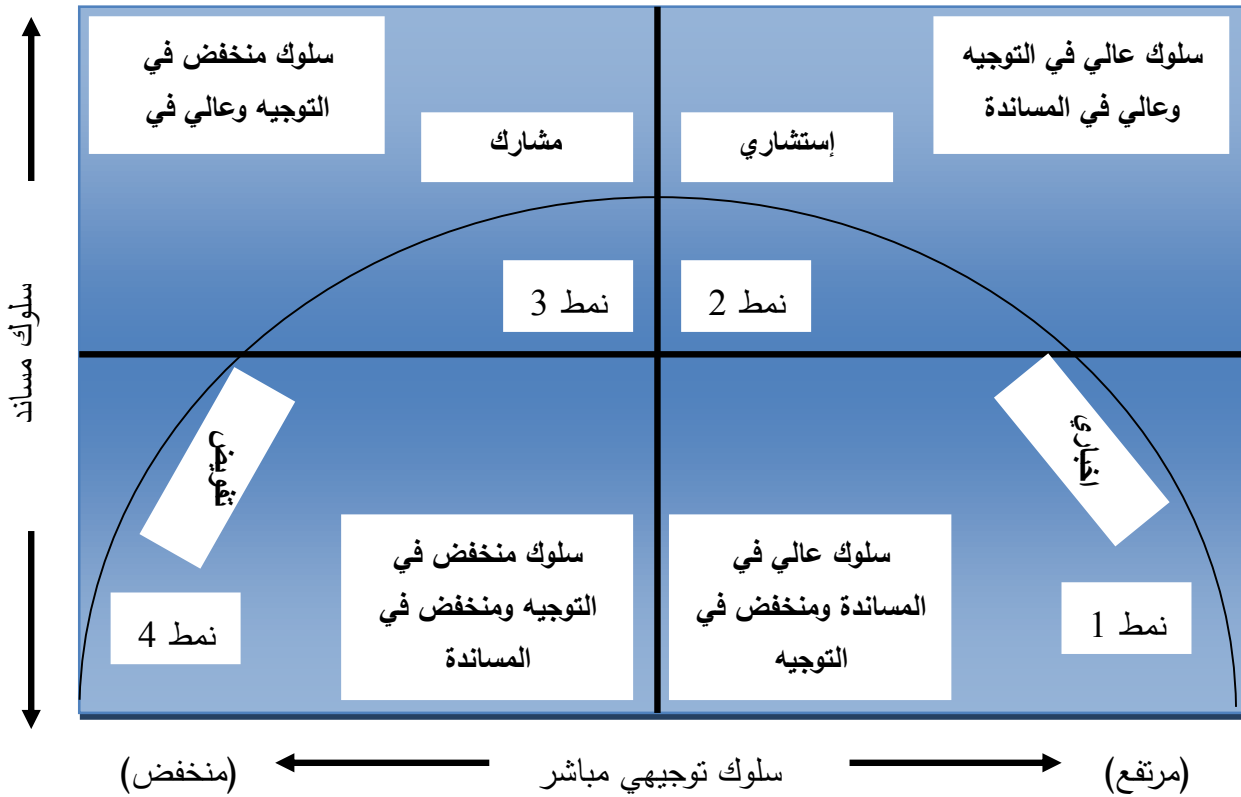 سلوك عالي في التوجيه
وعالي في المساندة
سلوك منخفض في
التوجيه وعالي في
إستشاري
مشارك
نمط 2
نمط 3
سلوك مساند
اخباري
تفويض
سلوك عالي في
المساندة ومنخفض في
التوجيه
سلوك منخفض في
التوجيه ومنخفض في
المساندة
نمط 1
نمط 4
(مرتفع)
سلوك توجيهي مباشر
(منخفض)